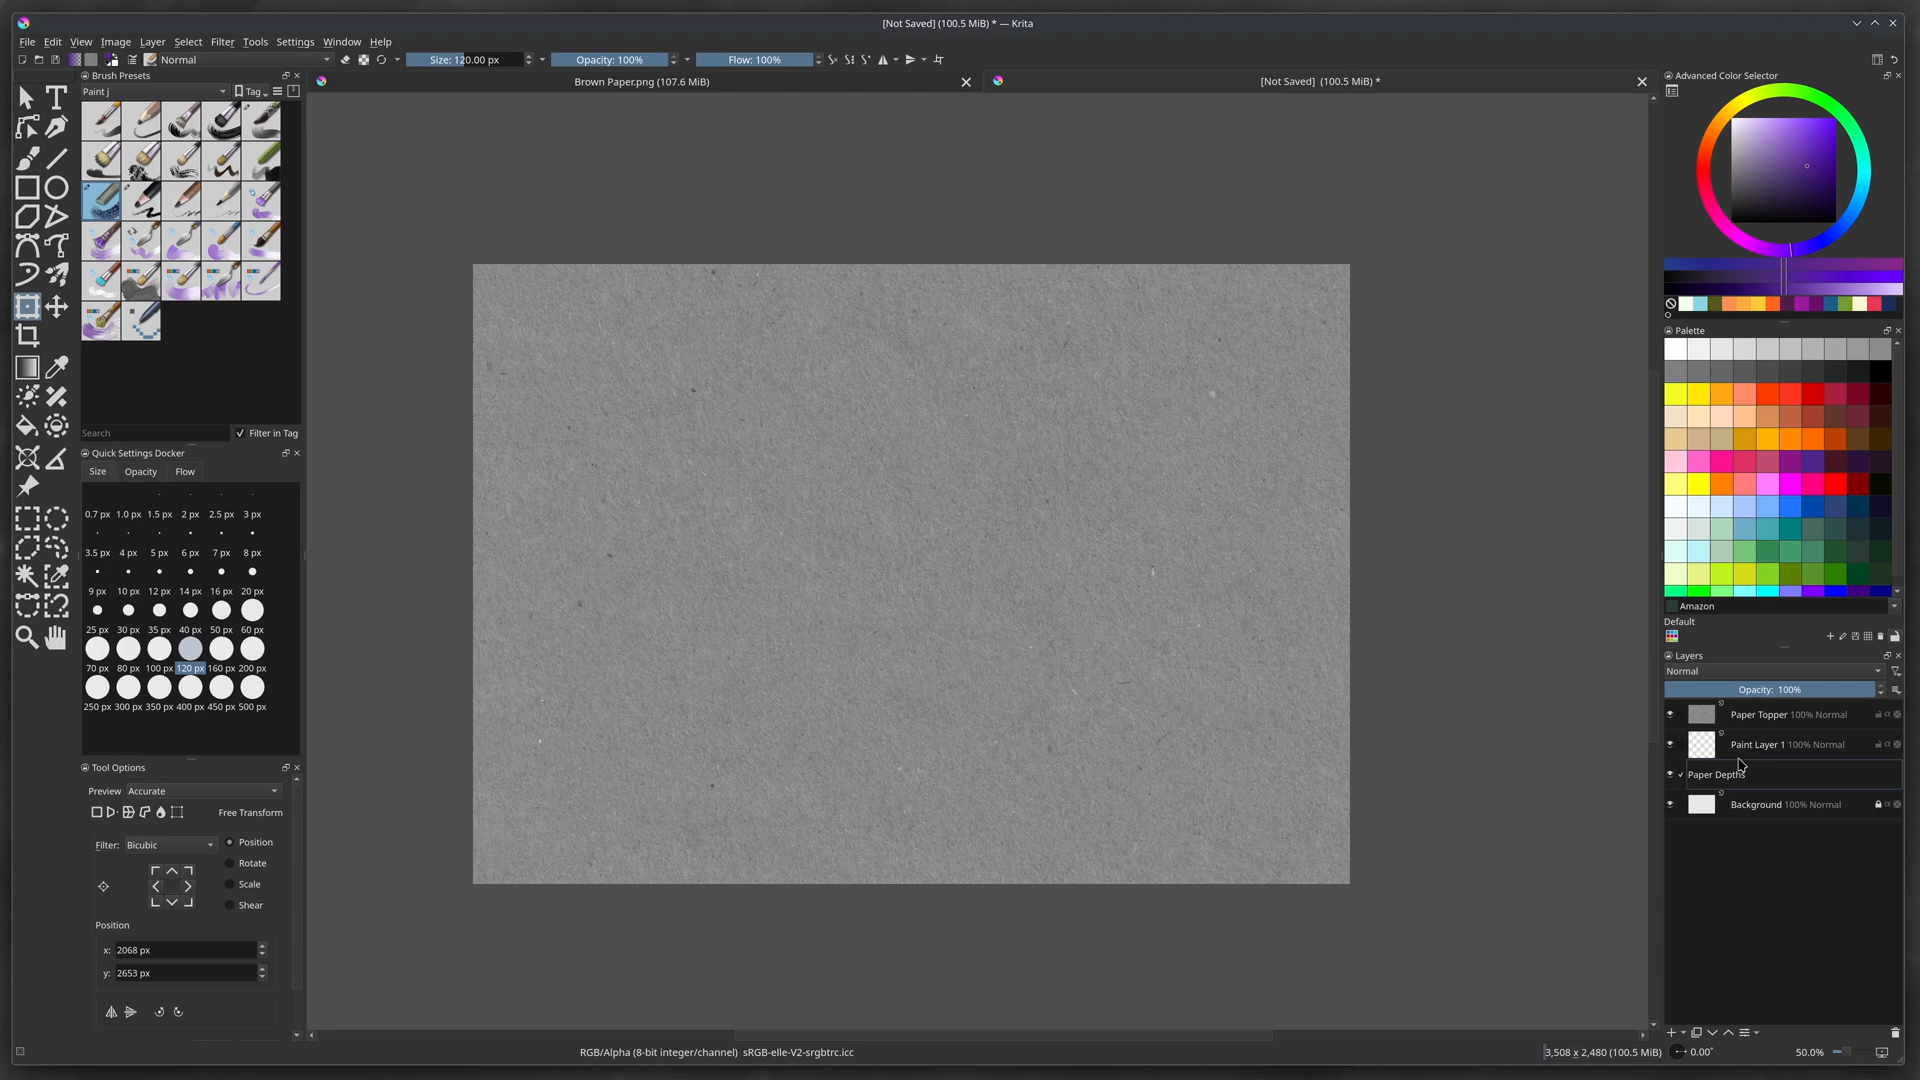 [Not Saved] (100.5 MiB) * — Krita
File Edit View Image Layer Select Filter Tools Settings Window Help
Normal
Size: 120.00 px
Opacity: 100%
Flow: 100%
Brush Presets
Paint j
Tag
Search
Filter in Tag
Quick Settings Docker
Size Opacity Flow
0.7 px 1.0 px 1.5 px 2 px 2.5 px 3 px
3.5 px 4 px 5 px 6 px 7 px 8 px
9 px 10 px 12 px 14 px 16 px 20 px
25 px 30 px 35 px 40 px 50 px 60 px
70 px 80 px 100 px 120 px 160 px 200 px
250 px 300 px 350 px 400 px 450 px 500 px
Tool Options
Preview Accurate
Free Transform
Filter: Bicubic
Position
Rotate
Scale
Shear
Position
x: 2068 px
y: 2653 px
Brown Paper.png (107.6 MiB)
[Not Saved] (100.5 MiB) *
RGB/Alpha (8-bit integer/channel) sRGB-elle-V2-srgbtrc.icc
3,508 x 2,480 (100.5 MiB)
0.00°
50.0%
Advanced Color Selector
Palette
Amazon
Default
Layers
Normal
Opacity: 100%
Paper Topper 100% Normal
Paint Layer 1 100% Normal
Paper Depths
Background 100% Normal